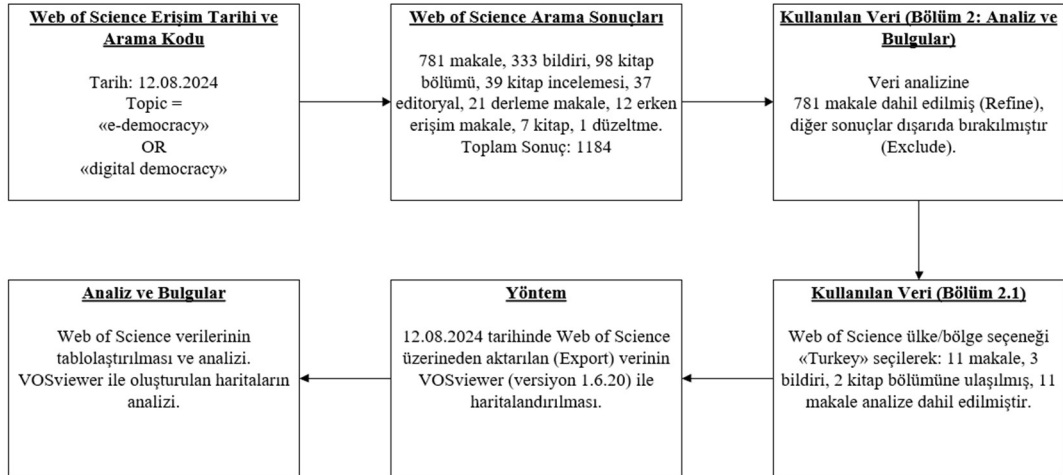 Web of Science Erişim Tarihi ve
Arama Kodu
Tarih: 12.08.2024
Topic =
«e-democracy»
OR
«digital democracy»
Web of Science Arama Sonuçları
781 makale, 333 bildiri, 98 kitap
bölümü, 39 kitap incelemesi, 37
editoryal, 21 derleme makale, 12 erken
erişim makale, 7 kitap, 1 düzeltme.
Toplam Sonuç: 1184
Kullanılan Veri (Bölüm 2: Analiz ve
Bulgular)
Veri analizine
781 makale dahil edilmiş (Refine),
diğer sonuçlar dışarıda bırakılmıştır
(Exclude).
Kullanılan Veri (Bölüm 2.1)
Web of Science ülke/bölge seçeneği
«Turkey» seçilerek: 11 makale, 3
bildiri, 2 kitap bölümüne ulaşılmış, 11
makale analize dahil edilmiştir.
Yöntem
12.08.2024 tarihinde Web of Science
üzerineden aktarılan (Export) verinin
VOSviewer (versiyon 1.6.20) ile
haritalandırılması.
Analiz ve Bulgular
Web of Science verilerinin
tablolaştırılması ve analizi.
VOSviewer ile oluşturulan haritaların
analizi.